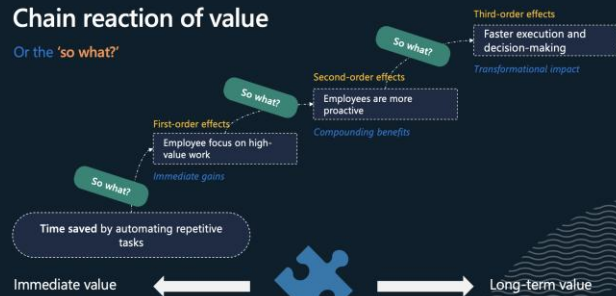 Chain reaction of value
Or the 'so what?'
Third-order effects
Faster execution and
decision-making
Transformational impact
So what?
Second-order effects
Employees are more
proactive
Compounding benefits
So what?
First-order effects
Employee focus on high-
value work
Immediate gains
So what?
Time saved by automating repetitive
tasks
Immediate value
Long-term value